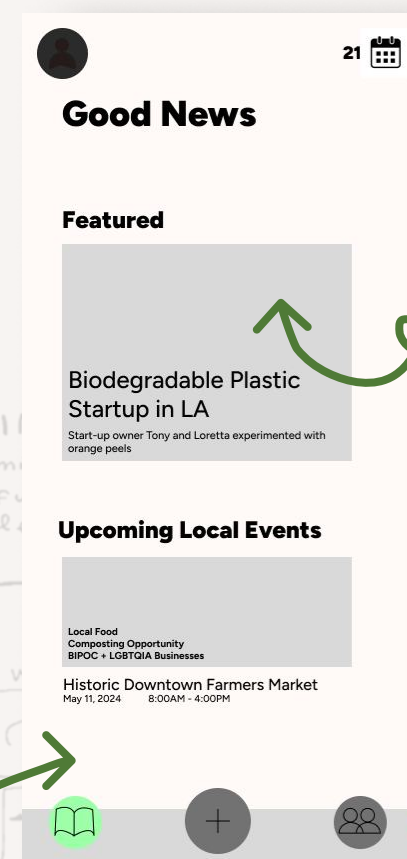 21
Good News
Featured
Biodegradable Plastic
Startup in LA
Start-up owner Tony and Loretta experimented with
orange peels
Upcoming Local Events
Local Food
Composting Opportunity
BIPOC + LGBTQIA Businesses
Historic Downtown Farmers Market
May 11, 2024 8:00AM - 4:00PM